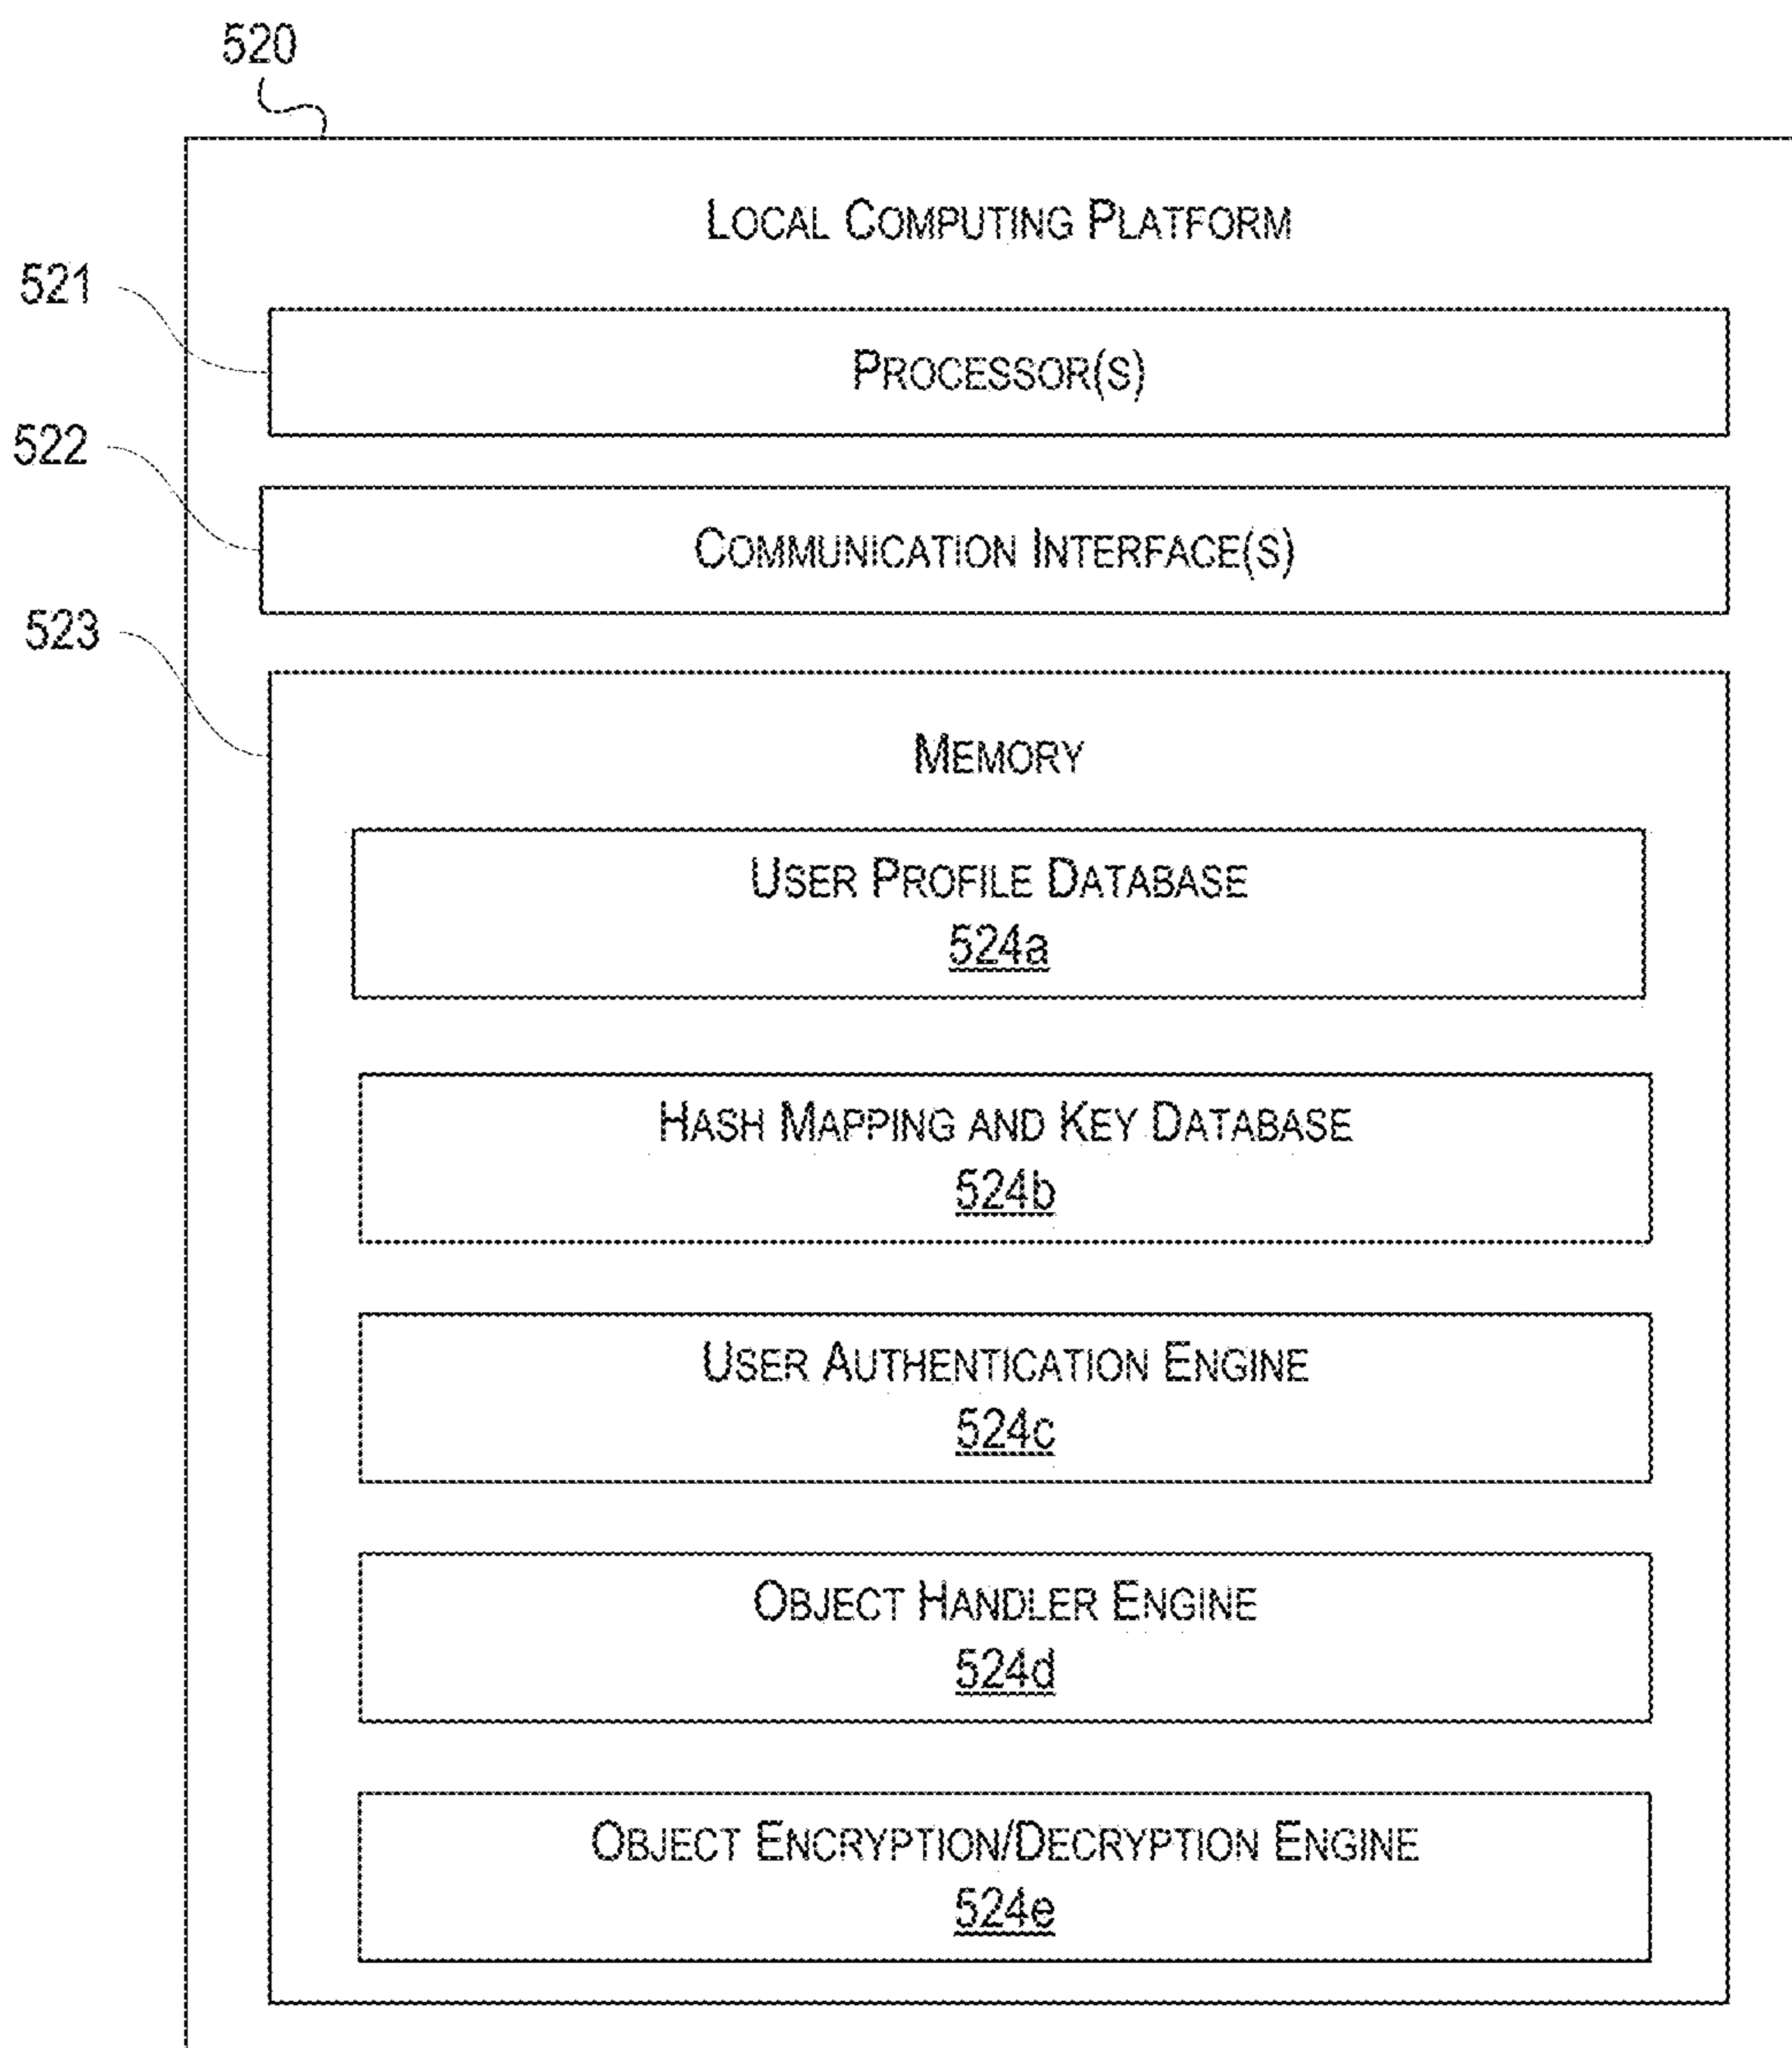 520
LOCAL COMPUTING PLATFORM
521
PROCESSOR(S)
522
COMMUNICATION INTERFACE(S)
523
MEMORY
USER PROFILE DATABASE
524a
HASH MAPPING AND KEY DATABASE
524b
USER AUTHENTICATION ENGINE
524c
OBJECT HANDLER ENGINE
524d
OBJECT ENCRYPTION/DECRYPTION ENGINE
524e